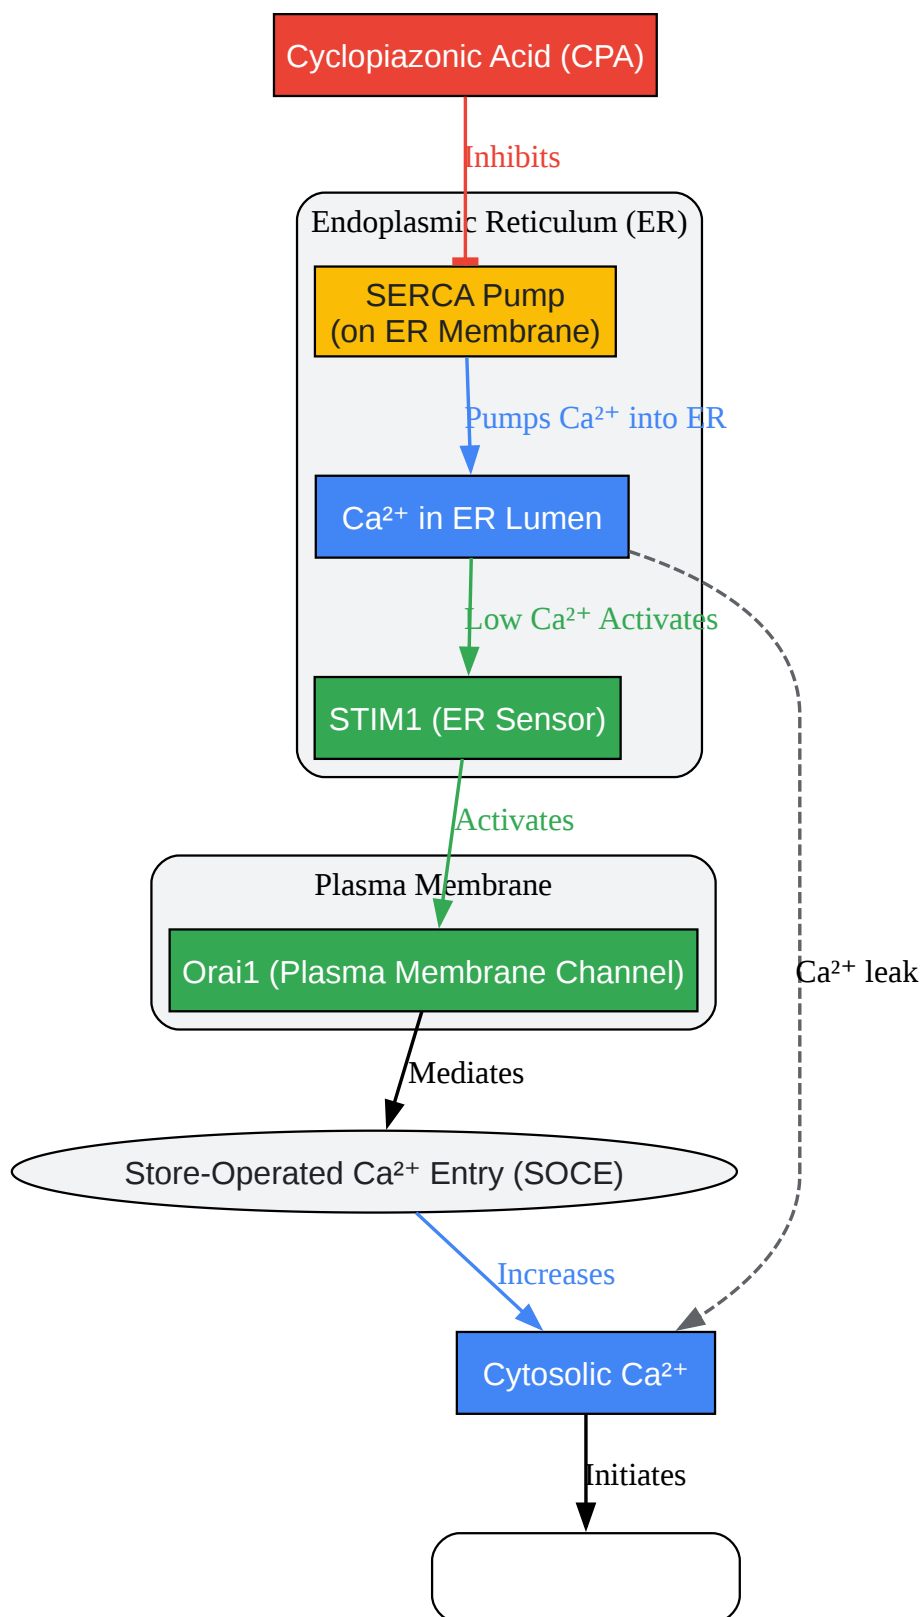 Cyclopiazonic Acid (CPA)
Inhibits
Endoplasmic Reticulum (ER)
SERCA Pump
(on ER Membrane)
Pumps Ca²⁺ into ER
Ca²⁺ in ER Lumen
Low Ca²⁺ Activates
STIM1 (ER Sensor)
Activates
Plasma Membrane
Orai1 (Plasma Membrane Channel)
Ca²⁺ leak
Mediates
Store-Operated Ca²⁺ Entry (SOCE)
Increases
Cytosolic Ca²⁺
Initiates